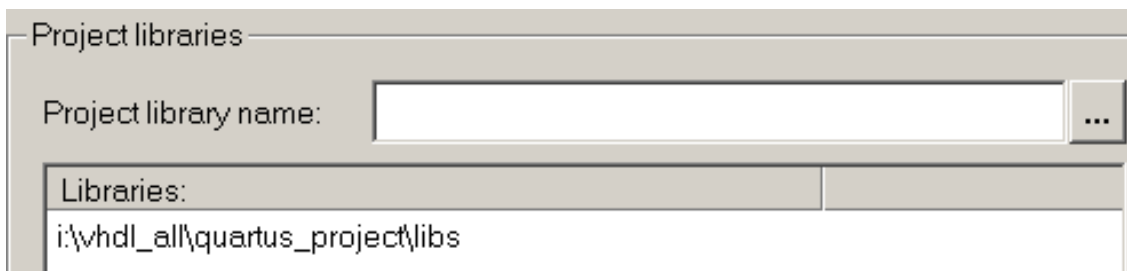 Project libraries
Project library name:
...
Libraries:
i:\vhdl_all\quartus_project\libs